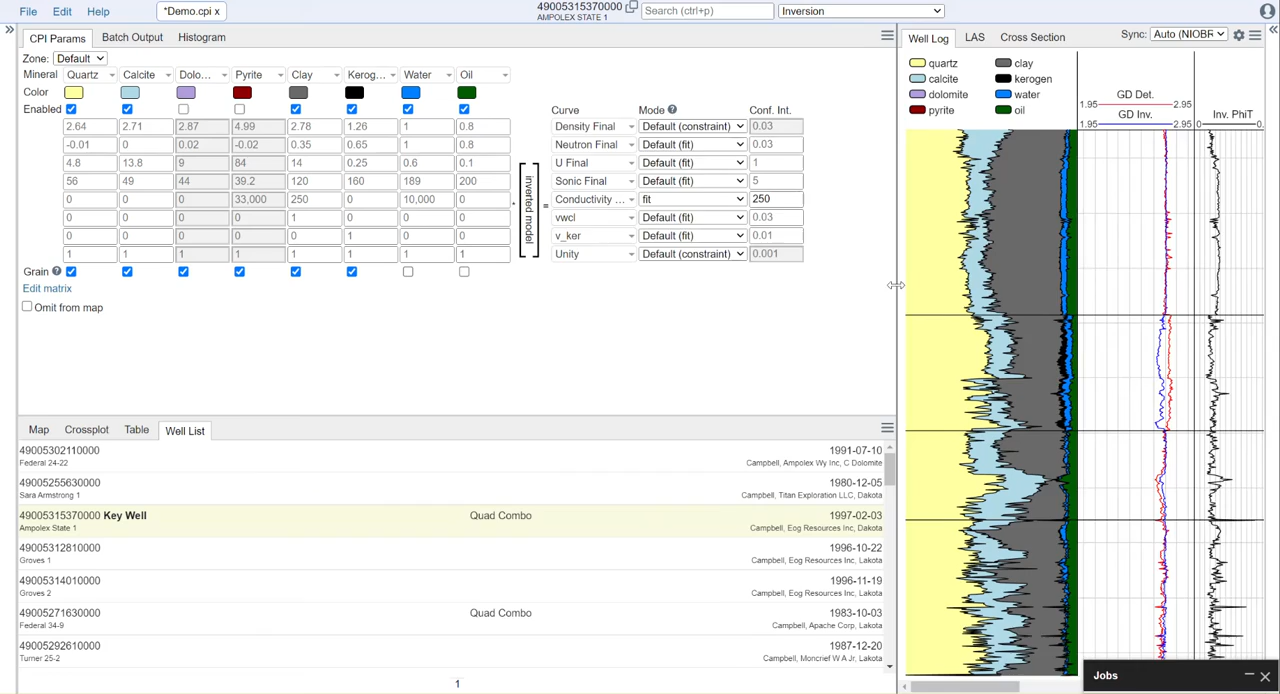 File Edit Help *Demo.cpi x 49005315370000 Search (ctrl+p) Inversion
AMPOLEX STATE 1
CPI Params Batch Output Histogram
Zone: Default
Mineral Quartz Calcite Dolo... Pyrite Clay Kerog... Water Oil
Color
Enabled Curve Mode ? Conf. Int.
2.64 2.71 2.87 4.99 2.78 1.26 1 0.8 Density Final Default (constraint) 0.03
-0.01 0 0.02 -0.02 0.35 0.65 1 0.8 Neutron Final Default (fit) 0.03
4.8 13.8 9 84 14 0.25 0.6 0.1 U Final Default (fit) 1
56 49 44 39.2 120 160 189 200 Sonic Final Default (fit) 5
0 0 0 33,000 250 0 10,000 0 Conductivity ... fit 250
0 0 0 0 1 0 0 0 vwcl Default (fit) 0.03
0 0 0 0 0 1 0 0 v_ker Default (fit) 0.01
1 1 1 1 1 1 1 1 Unity Default (constraint) 0.001
* inverted model =
Grain ?
Edit matrix
Omit from map
Map Crossplot Table Well List
49005302110000 1991-07-10
Federal 24-22 Campbell, Ampolex Wy Inc, C Dolomite
49005255630000 1980-12-05
Sara Armstrong 1 Campbell, Titan Exploration LLC, Dakota
49005315370000 Key Well Quad Combo 1997-02-03
Ampolex State 1 Campbell, Eog Resources Inc, Dakota
49005312810000 1996-10-22
Groves 1 Campbell, Eog Resources Inc, Lakota
49005314010000 1996-11-19
Groves 2 Campbell, Eog Resources Inc, Lakota
49005271630000 Quad Combo 1983-10-03
Federal 34-9 Campbell, Apache Corp, Lakota
49005292610000 1987-12-20
Turner 25-2 Campbell, Moncrief W A Jr, Lakota
1
Well Log LAS Cross Section Sync: Auto (NIOBR
quartz clay
calcite kerogen
dolomite water
pyrite oil
GD Det.
1.95 2.95
GD Inv.
1.95 2.95
Inv. PhiT
0 0.
Jobs